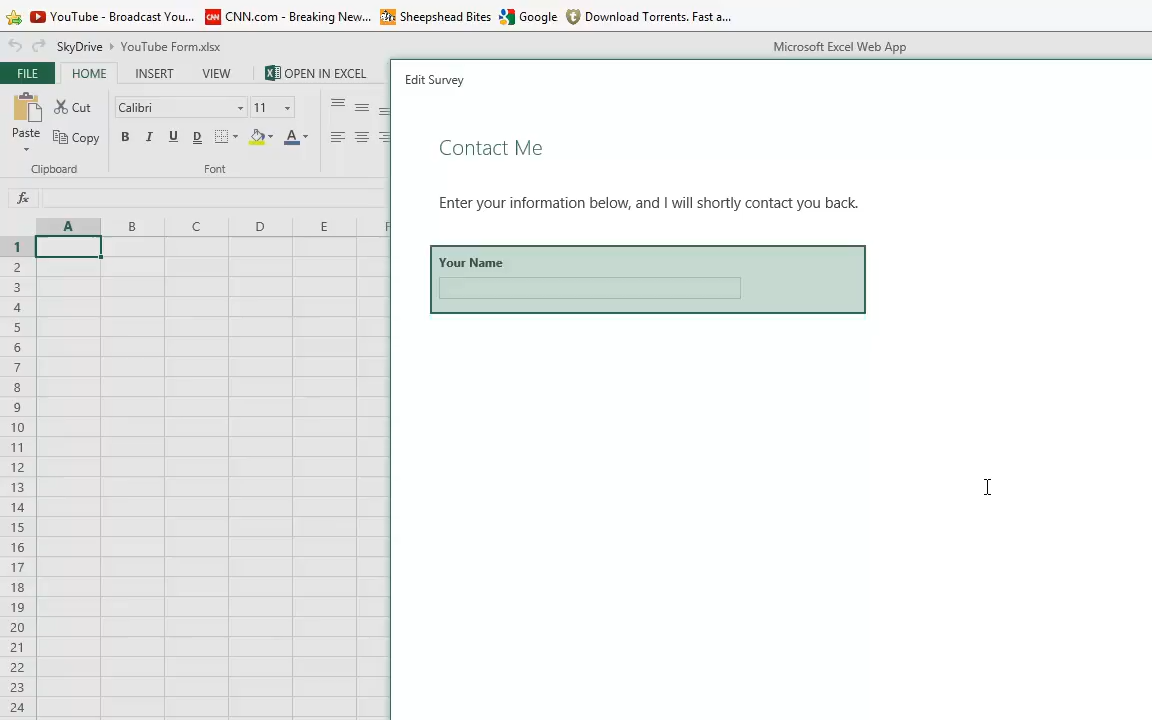 YouTube - Broadcast You...
CNN.com - Breaking New...
Sheepshead Bites
Google
Download Torrents. Fast a...
SkyDrive
YouTube Form.xlsx
Microsoft Excel Web App
FILE
HOME
INSERT
VIEW
OPEN IN EXCEL
Edit Survey
Paste
Cut
Copy
Clipboard
Calibri
11
B I U D
A
Font
fx
A B C D E F
1
2
3
4
5
6
7
8
9
10
11
12
13
14
15
16
17
18
19
20
21
22
23
24
Contact Me
Enter your information below, and I will shortly contact you back.
Your Name